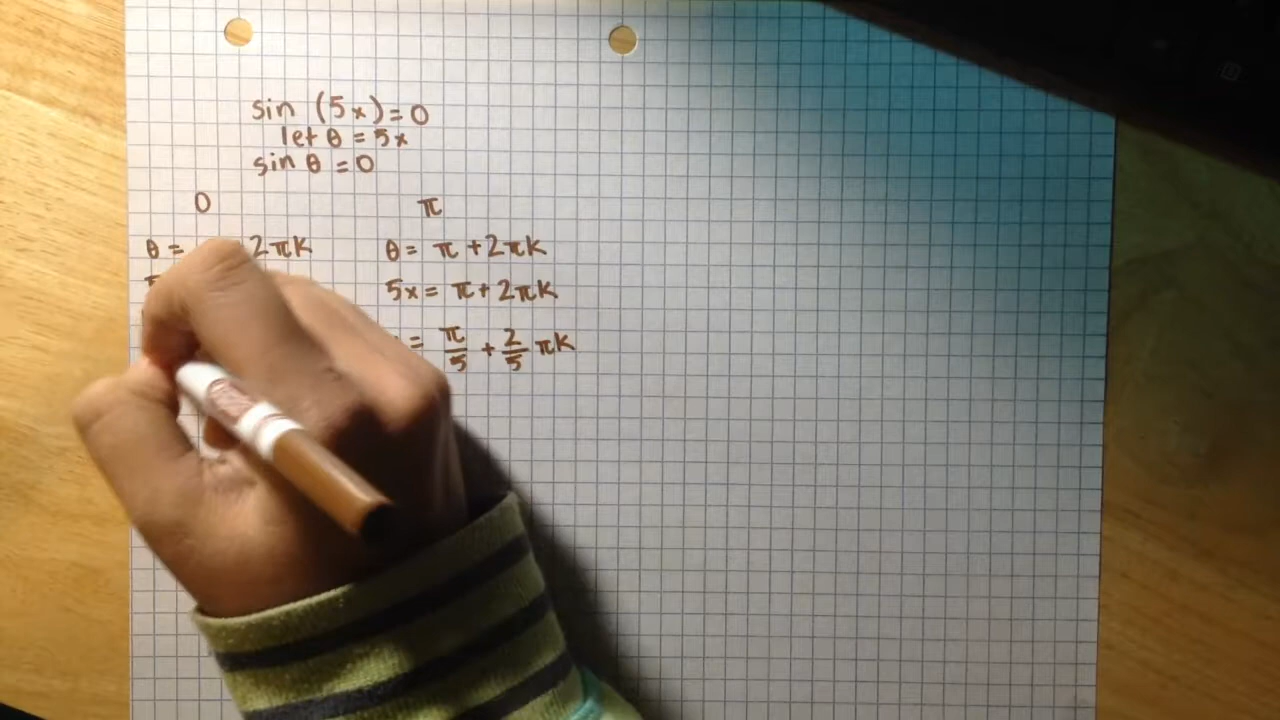 sin (5x) = 0
let θ = 5x
sin θ = 0
0 π
θ = 2πk θ = π + 2πk
5x = π + 2πk
= π/5 + 2/5 πk